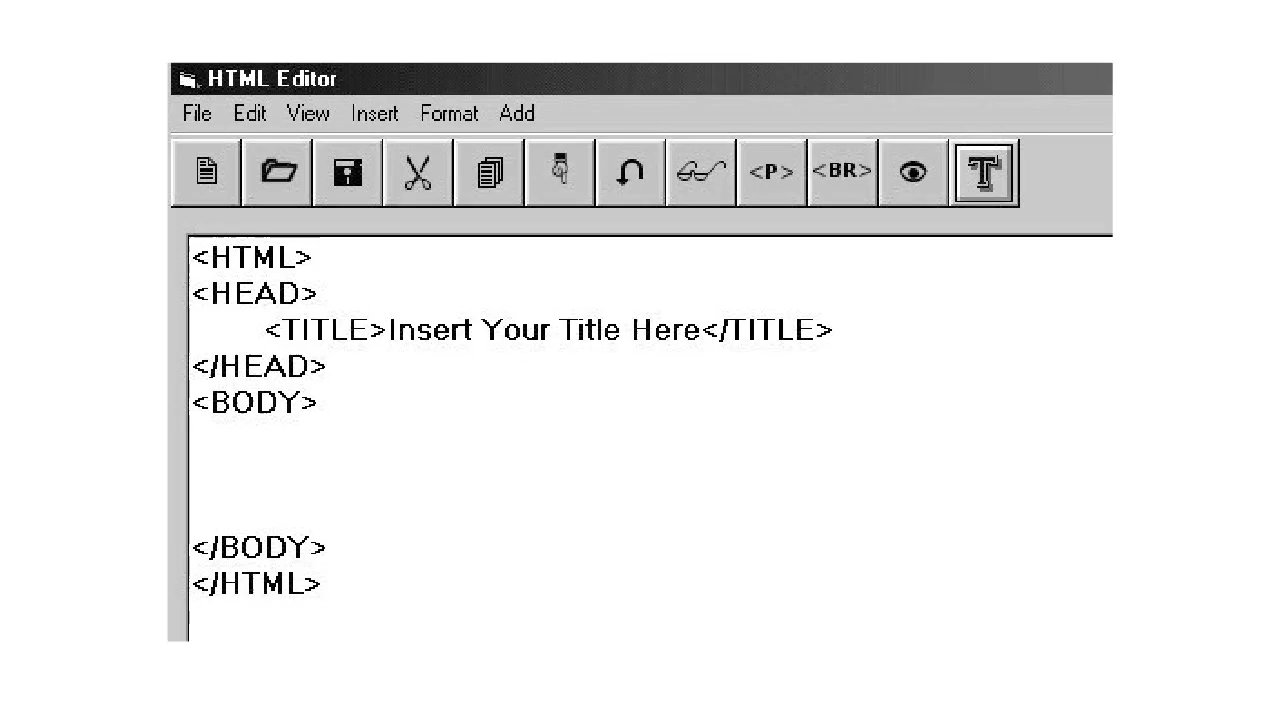 HTML Editor
File Edit View Insert Format Add
<P> <BR> T
<HTML>
<HEAD>
<TITLE>Insert Your Title Here</TITLE>
</HEAD>
<BODY>
</BODY>
</HTML>